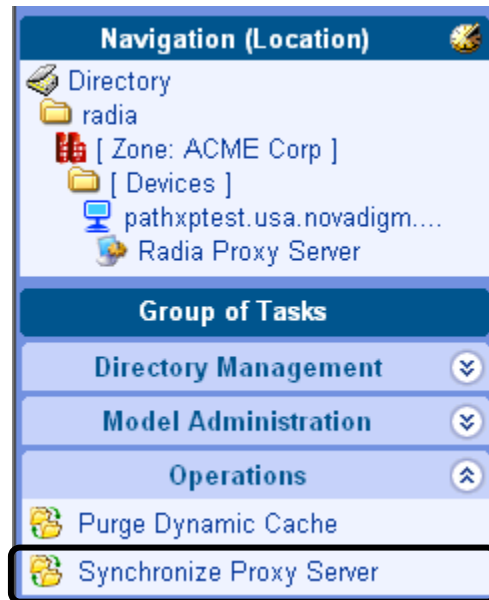 Navigation (Location)
Directory
radia
[ Zone: ACME Corp ]
[ Devices ]
pathxptest.usa.novadigm....
Radia Proxy Server
Group of Tasks
Directory Management
Model Administration
Operations
Purge Dynamic Cache
Synchronize Proxy Server